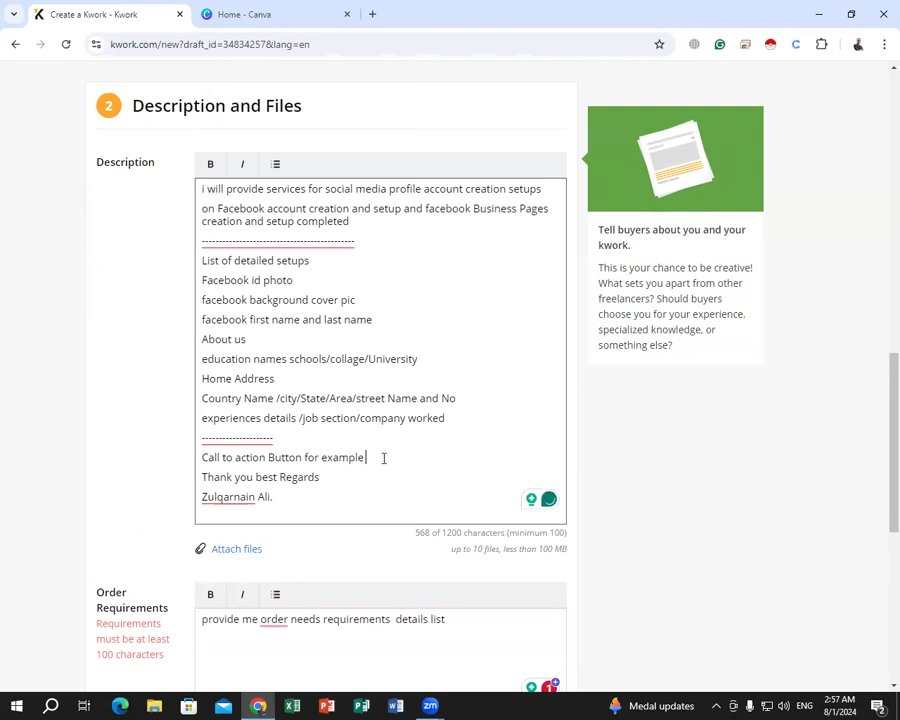 Create a Kwork - Kwork
Home - Canva
kwork.com/new?draft_id=34834257&lang=en
2 Description and Files
Description
B I
i will provide services for social media profile account creation setups
on Facebook account creation and setup and facebook Business Pages
creation and setup completed
--------------------------------------------
List of detailed setups
Facebook id photo
facebook background cover pic
facebook first name and last name
About us
education names schools/collage/University
Home Address
Country Name /city/State/Area/street Name and No
experiences details /job section/company worked
--------------------
Call to action Button for example
Thank you best Regards
Zulqarnain Ali.
568 of 1200 characters (minimum 100)
Attach files
up to 10 files, less than 100 MB
Tell buyers about you and your
kwork.
This is your chance to be creative!
What sets you apart from other
freelancers? Should buyers
choose you for your experience,
specialized knowledge, or
something else?
Order
Requirements
Requirements
must be at least
100 characters
B I
provide me order needs requirements  details list
1
Medal updates
ENG
2:57 AM
8/1/2024
2